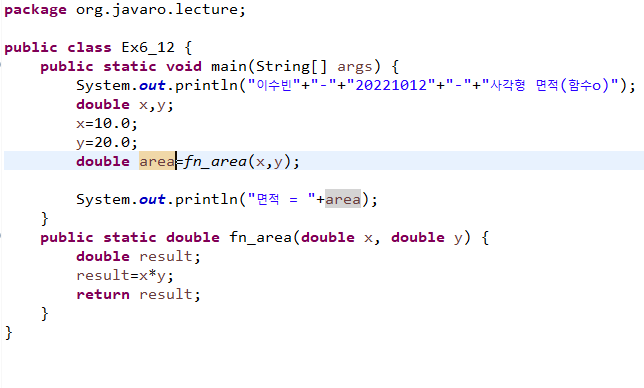 package org.javaro.lecture;
public class Ex6_12 {
public static void main(String[] args) {
System.out.println("이수빈"+"-"+"20221012"+"-"+"사각형 면적(함수o)");
double x,y;
x=10.0;
y=20.0;
double area=fn_area(x,y);
System.out.println("면적 = "+area);
}
public static double fn_area(double x, double y) {
double result;
result=x*y;
return result;
}
}